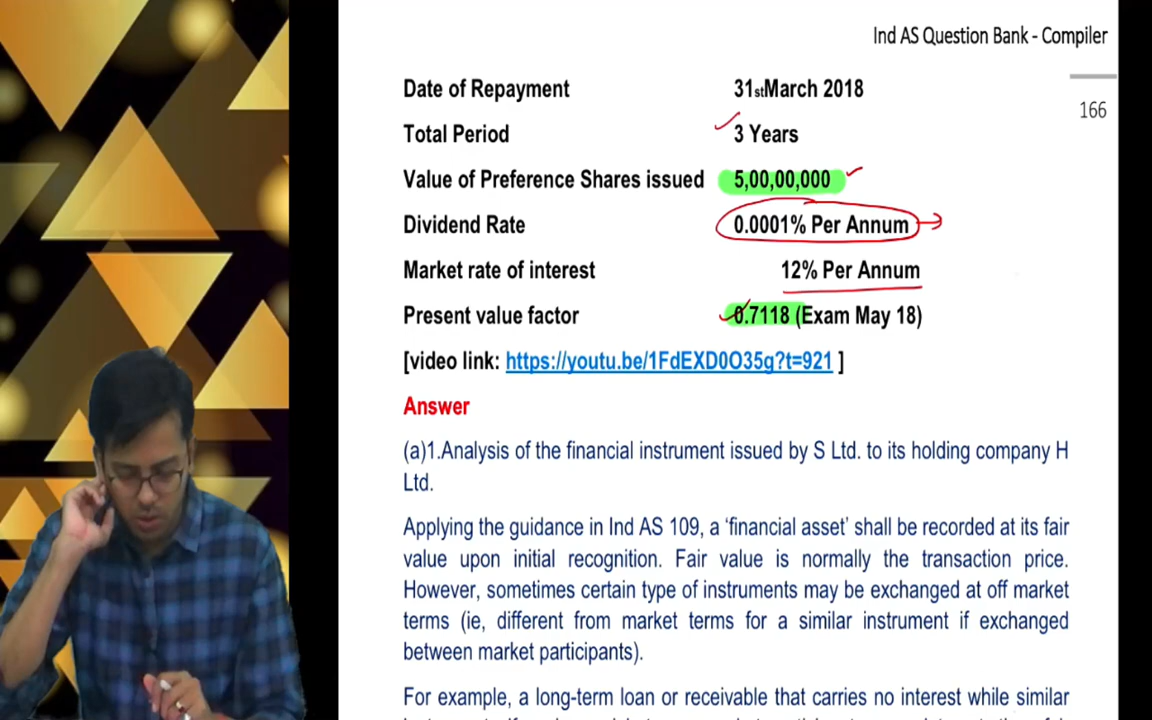 Ind AS Question Bank - Compiler
166
Date of Repayment 31stMarch 2018
Total Period 3 Years
Value of Preference Shares issued 5,00,00,000
Dividend Rate 0.0001% Per Annum
Market rate of interest 12% Per Annum
Present value factor 0.7118 (Exam May 18)
[video link: https://youtu.be/1FdEXD0O35g?t=921 ]
Answer
(a)1.Analysis of the financial instrument issued by S Ltd. to its holding company H
Ltd.
Applying the guidance in Ind AS 109, a ‘financial asset’ shall be recorded at its fair
value upon initial recognition. Fair value is normally the transaction price.
However, sometimes certain type of instruments may be exchanged at off market
terms (ie, different from market terms for a similar instrument if exchanged
between market participants).
For example, a long-term loan or receivable that carries no interest while similar